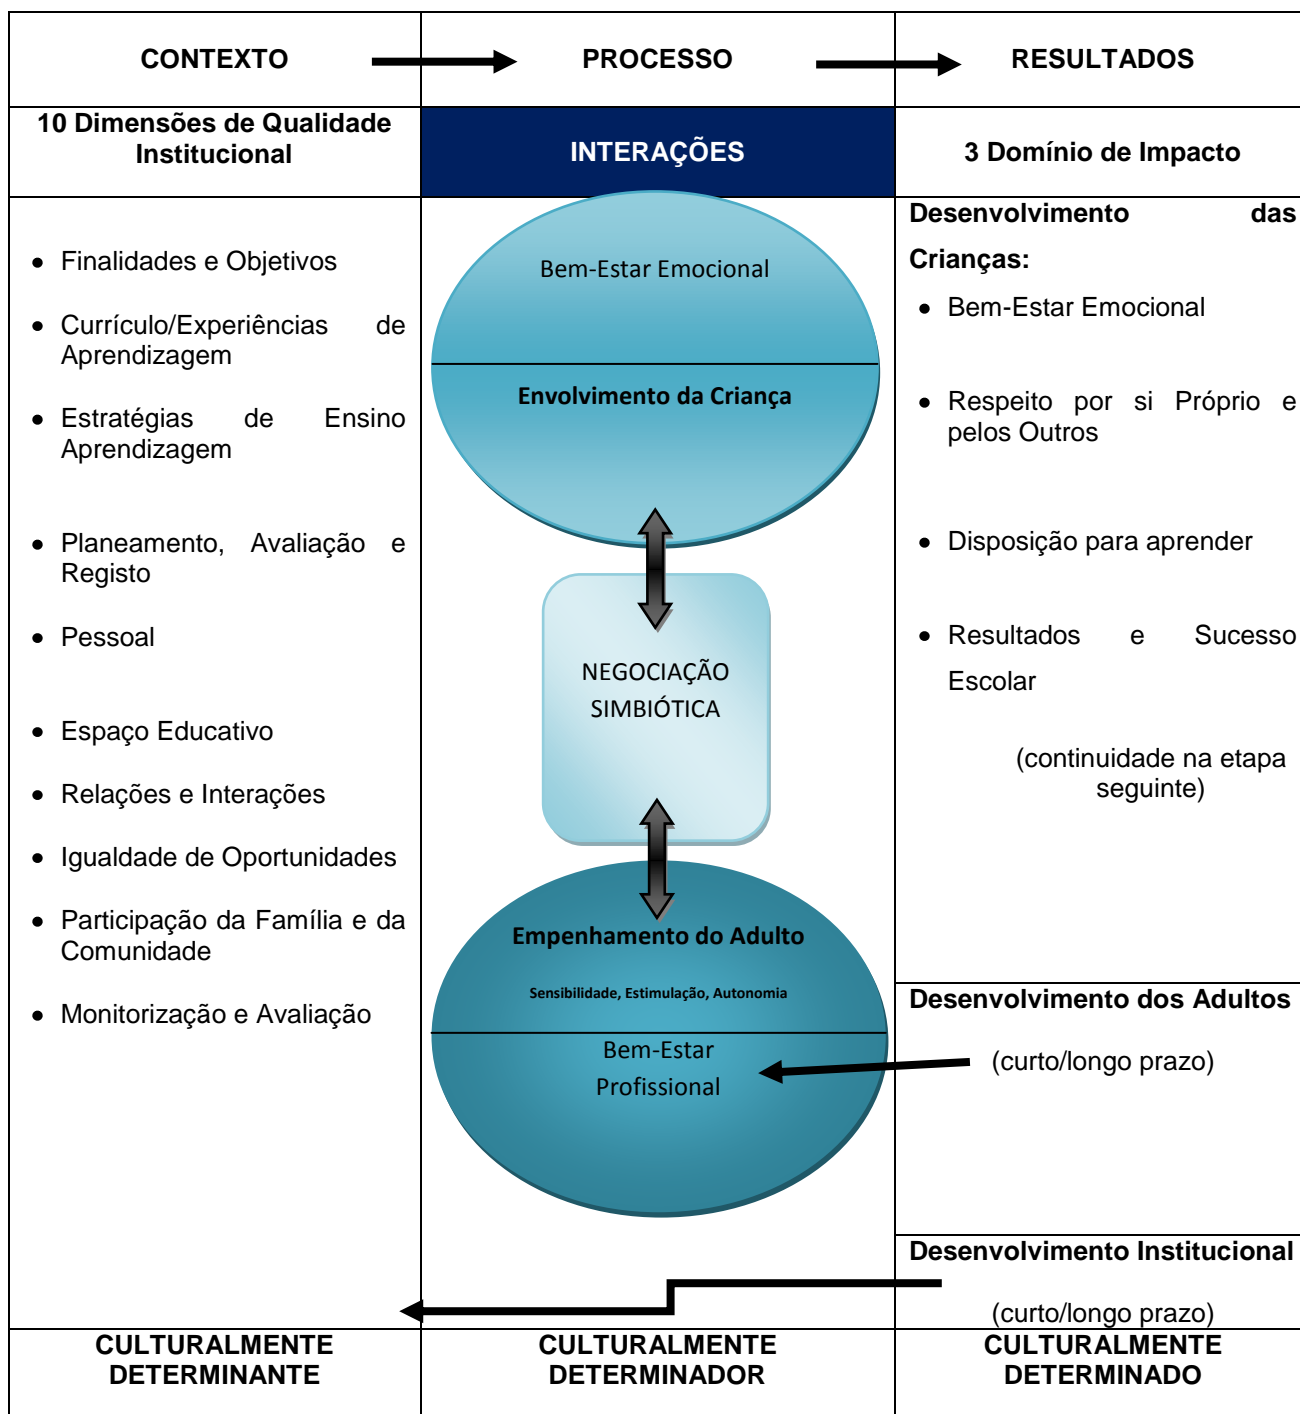 CONTEXTO
PROCESSO
RESULTADOS
10 Dimensões de Qualidade
Institucional
INTERAÇÕES
3 Domínio de Impacto
• Finalidades e Objetivos
• Currículo/Experiências de
Aprendizagem
• Estratégias de Ensino
Aprendizagem
• Planeamento, Avaliação e
Registo
• Pessoal
• Espaço Educativo
• Relações e Interações
• Igualdade de Oportunidades
• Participação da Família e da
Comunidade
• Monitorização e Avaliação
Bem-Estar Emocional
Envolvimento da Criança
NEGOCIAÇÃO
SIMBIÓTICA
Empenhamento do Adulto
Sensibilidade, Estimulação, Autonomia
Bem-Estar
Profissional
Desenvolvimento das
Crianças:
• Bem-Estar Emocional
• Respeito por si Próprio e
pelos Outros
• Disposição para aprender
• Resultados e Sucesso
Escolar
(continuidade na etapa
seguinte)
Desenvolvimento dos Adultos
(curto/longo prazo)
Desenvolvimento Institucional
(curto/longo prazo)
CULTURALMENTE
DETERMINANTE
CULTURALMENTE
DETERMINADOR
CULTURALMENTE
DETERMINADO